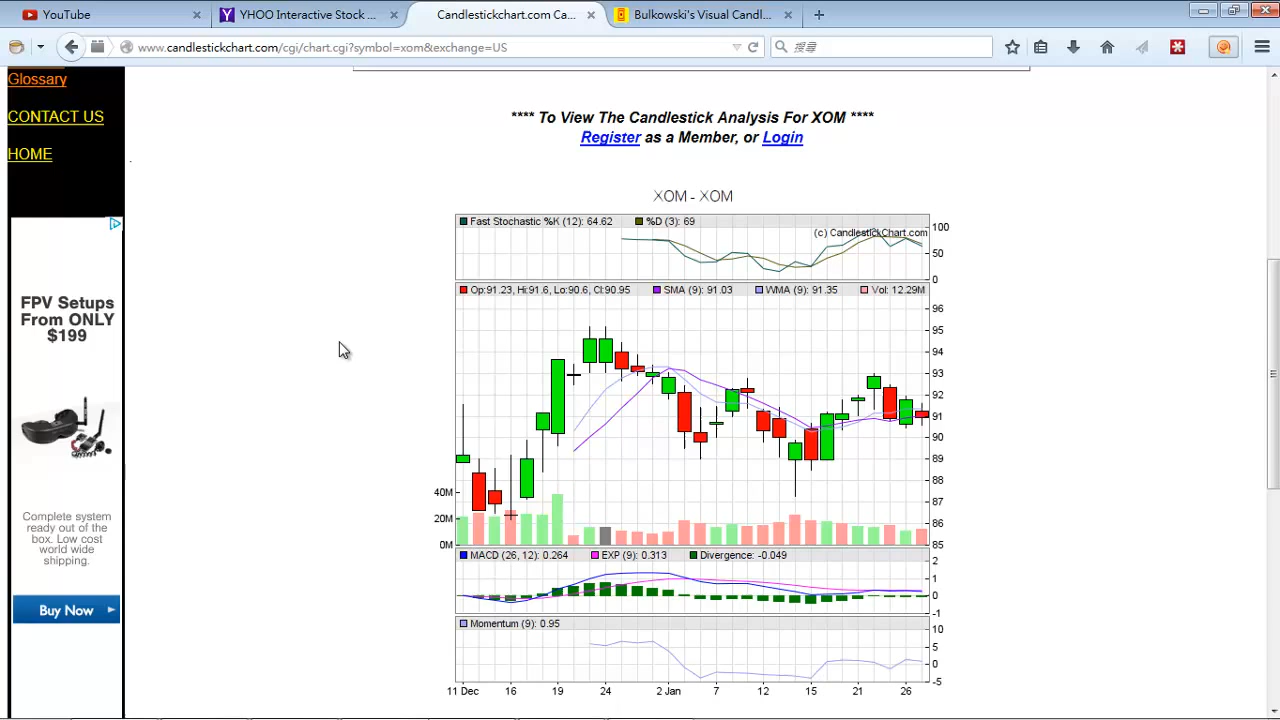 YouTube
YHOO Interactive Stock ...
Candlestickchart.com Ca...
Bulkowski's Visual Candl...
www.candlestickchart.com/cgi/chart.cgi?symbol=xom&exchange=US
搜尋
Glossary
CONTACT US
HOME
FPV Setups
From ONLY
$199
Complete system
ready out of the
box. Low cost
world wide
shipping.
Buy Now
**** To View The Candlestick Analysis For XOM ****
Register as a Member, or Login
XOM - XOM
Fast Stochastic %K (12): 64.62 %D (3): 69
(c) CandlestickChart.com
100
50
0
Op:91.23, Hi:91.6, Lo:90.6, Cl:90.95 SMA (9): 91.03 WMA (9): 91.35 Vol: 12.29M
96
95
94
93
92
91
90
89
88
87
86
85
40M
20M
0M
MACD (26, 12): 0.264 EXP (9): 0.313 Divergence: -0.049
2
1
0
-1
Momentum (9): 0.95
10
5
0
-5
11 Dec 16 19 24 2 Jan 7 12 15 21 26